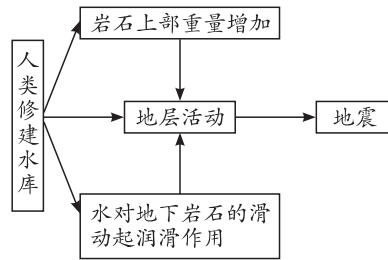 岩石上部重量增加
人类修建水库
地层活动
地震
水对地下岩石的滑
动起润滑作用